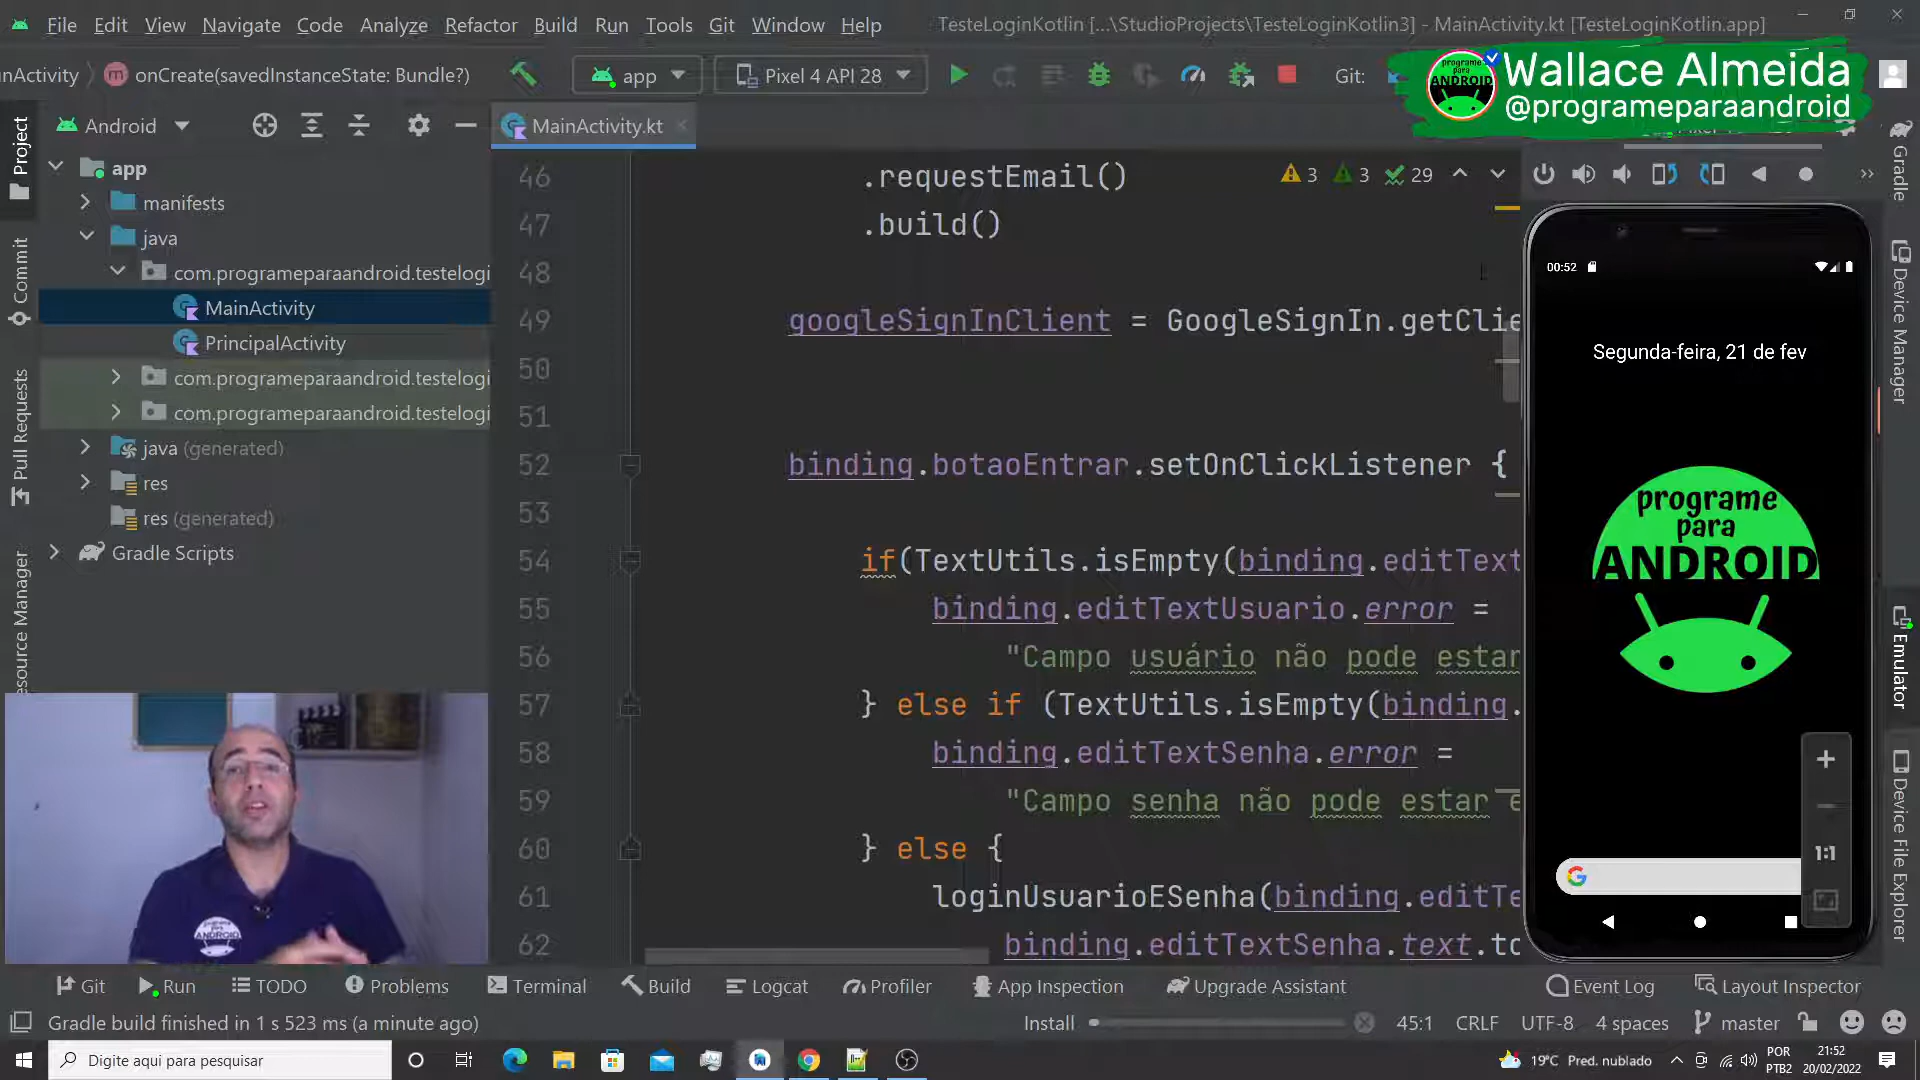 File Edit View Navigate Code Analyze Refactor Build Run Tools Git Window Help
TesteLoginKotlin [...\StudioProjects\TesteLoginKotlin3] - MainActivity.kt [TesteLoginKotlin.app]
nActivity
onCreate(savedInstanceState: Bundle?)
app
Pixel 4 API 28
Git:
programe
para
ANDROID
Wallace Almeida
@programeparaandroid
Project
Commit
Pull Requests
esource Manager
Android
MainActivity.kt
app
manifests
java
com.programeparaandroid.testelogi
MainActivity
PrincipalActivity
com.programeparaandroid.testelogi
com.programeparaandroid.testelogi
java (generated)
res
res (generated)
Gradle Scripts
3 3 29
46 .requestEmail()
47 .build()
48
49 googleSignInClient = GoogleSignIn.getClie
50
51
52 binding.botaoEntrar.setOnClickListener {
53
54 if(TextUtils.isEmpty(binding.editText
55 binding.editTextUsuario.error =
56 "Campo usuário não pode estar
57 } else if (TextUtils.isEmpty(binding.
58 binding.editTextSenha.error =
59 "Campo senha não pode estar e
60 } else {
61 loginUsuarioESenha(binding.editTe
62 binding.editTextSenha.text.to
00:52
Segunda-feira, 21 de fev
programe
para
ANDROID
1:1
Gradle
Device Manager
Emulator
Device File Explorer
Git Run TODO Problems Terminal Build Logcat Profiler App Inspection Upgrade Assistant Event Log Layout Inspector
Gradle build finished in 1 s 523 ms (a minute ago)
Install
45:1 CRLF UTF-8 4 spaces master
Digite aqui para pesquisar
19°C Pred. nublado
POR
PTB2
21:52
20/02/2022